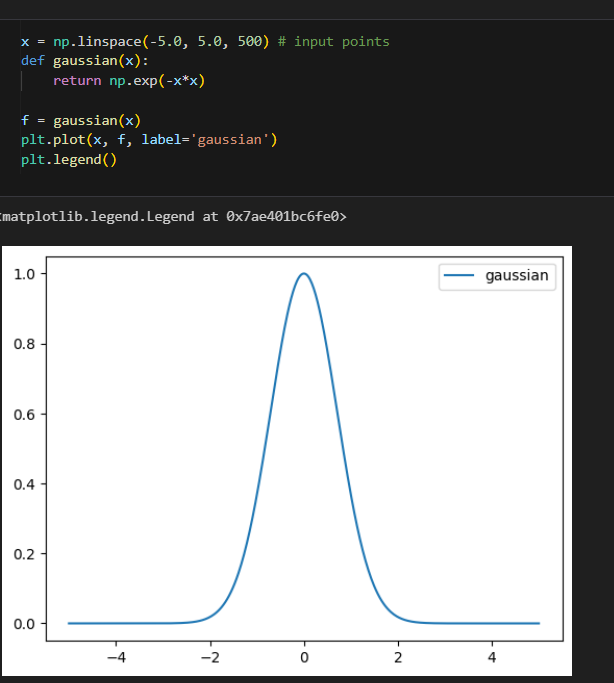 x = np.linspace(-5.0, 5.0, 500) # input points
def gaussian(x):
    return np.exp(-x*x)
f = gaussian(x)
plt.plot(x, f, label='gaussian')
plt.legend()
matplotlib.legend.Legend at 0x7ae401bc6fe0>
gaussian
1.0
0.8
0.6
0.4
0.2
0.0
−4 −2 0 2 4